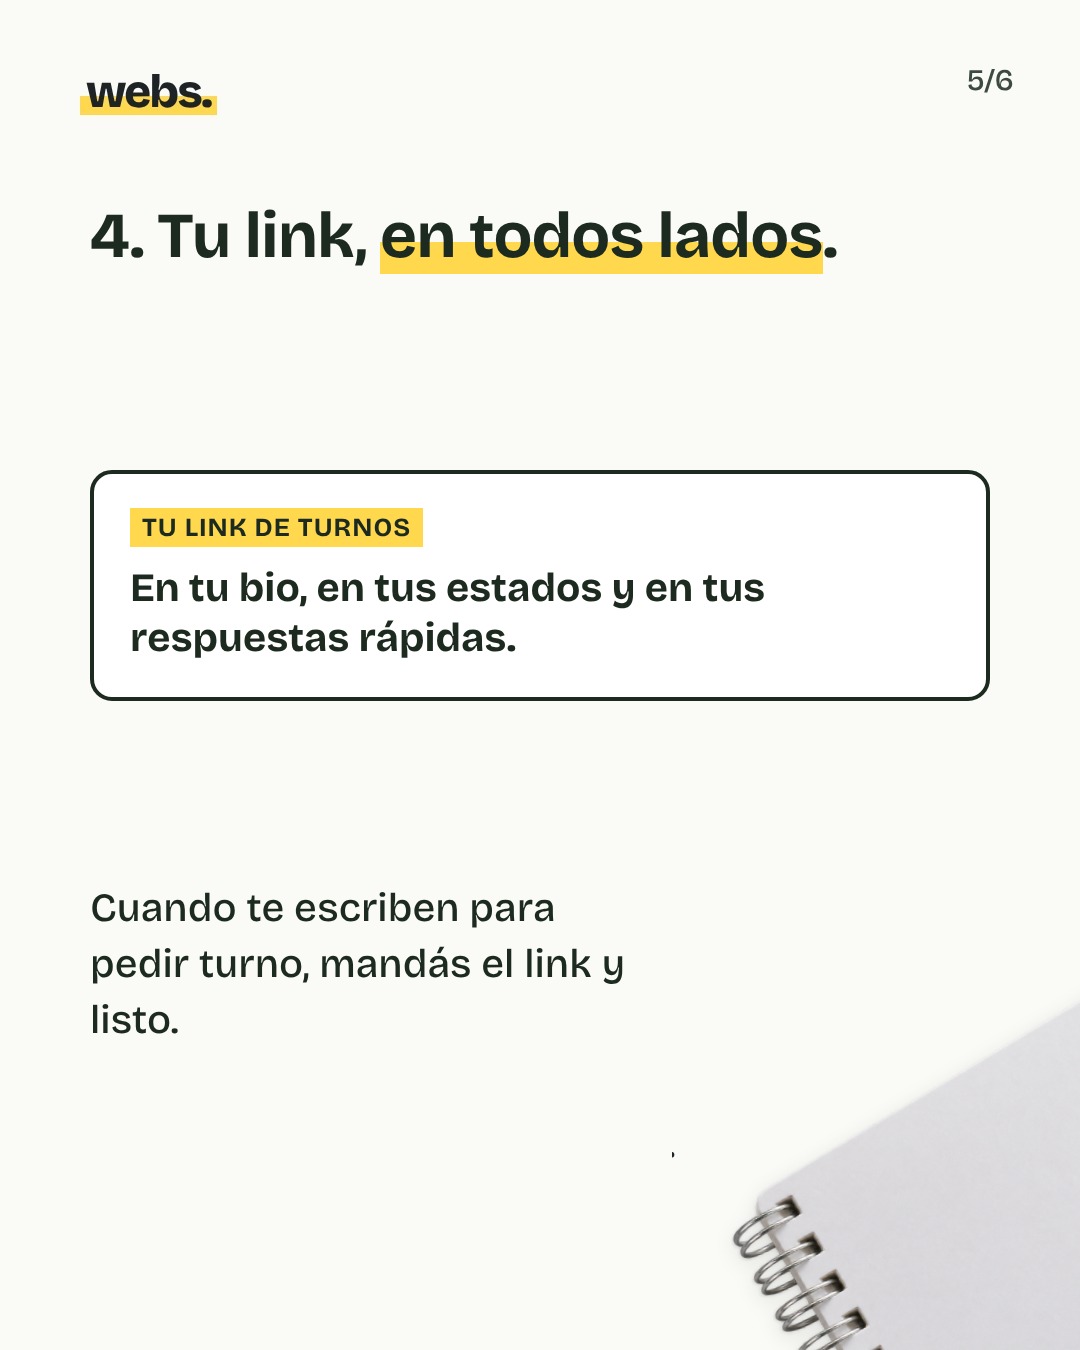 webs.
5/6
4. Tu link, en todos lados.
TU LINK DE TURNOS
En tu bio, en tus estados y en tus
respuestas rápidas.
Cuando te escriben para
pedir turno, mandás el link y
listo.